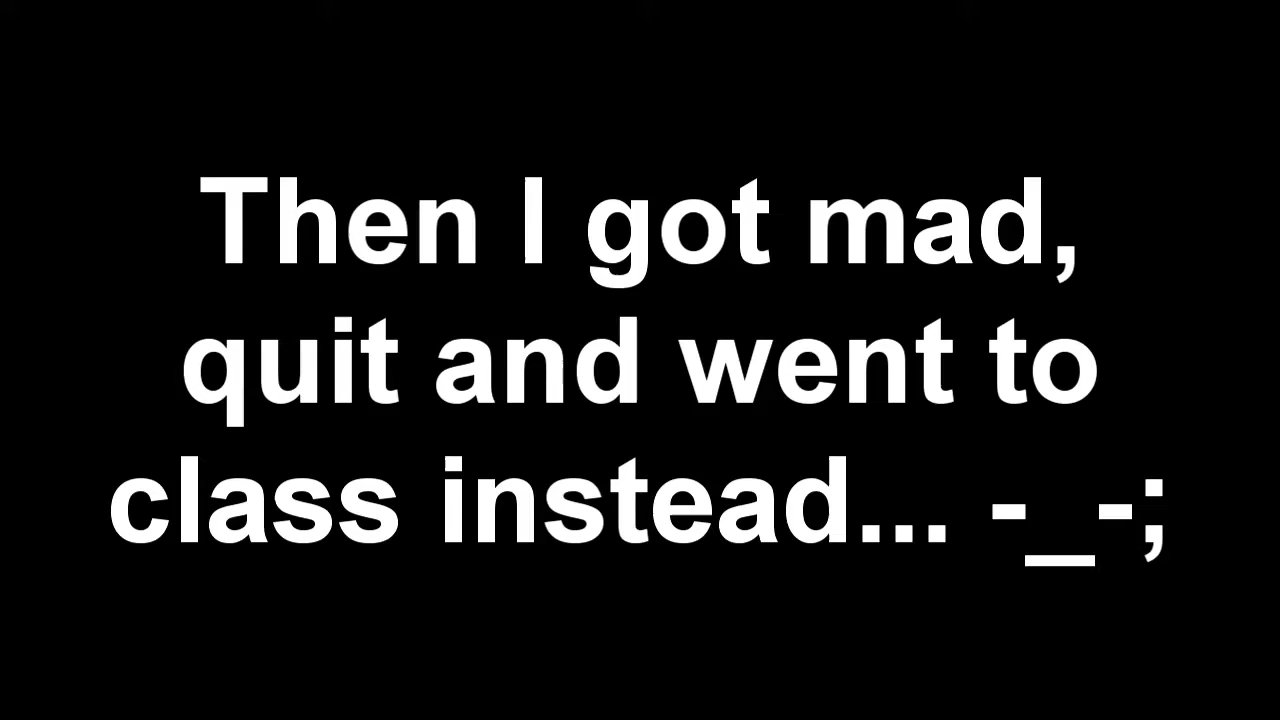 Then I got mad,
quit and went to
class instead... -_-;